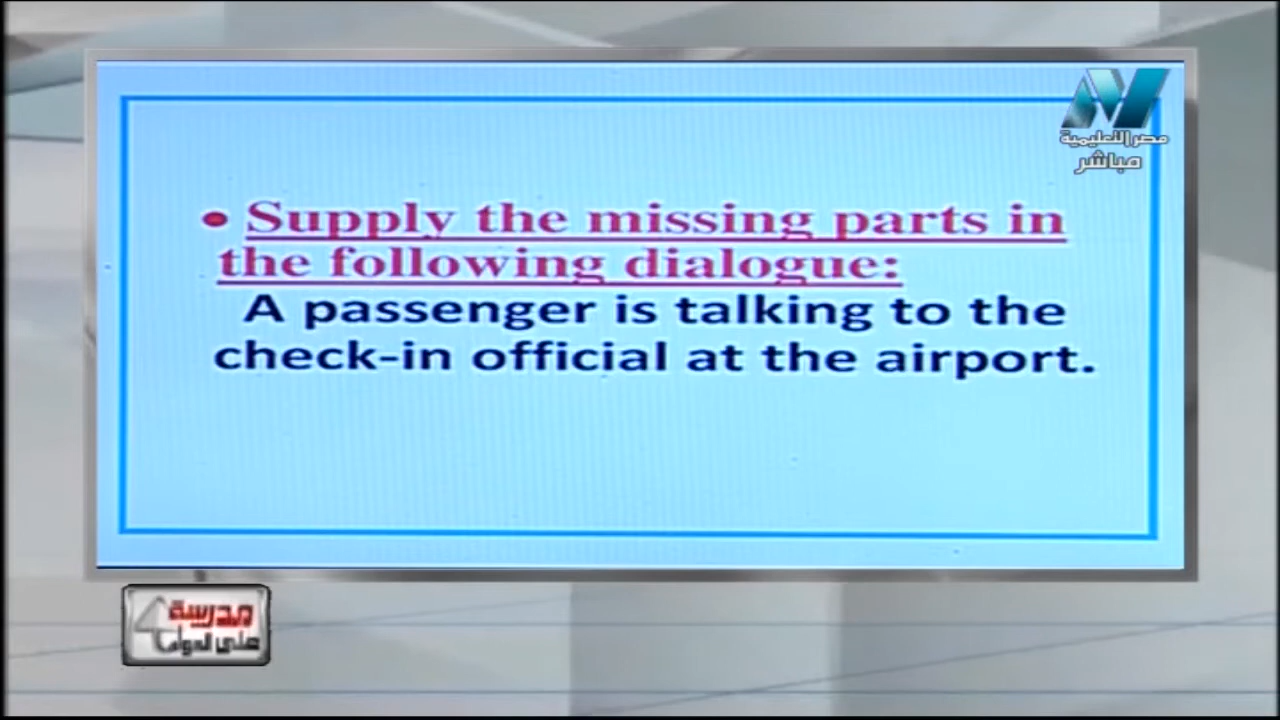 مصر التعليمية
مباشر
• Supply the missing parts in
the following dialogue:
A passenger is talking to the
check-in official at the airport.
مدرسة
على الهواء